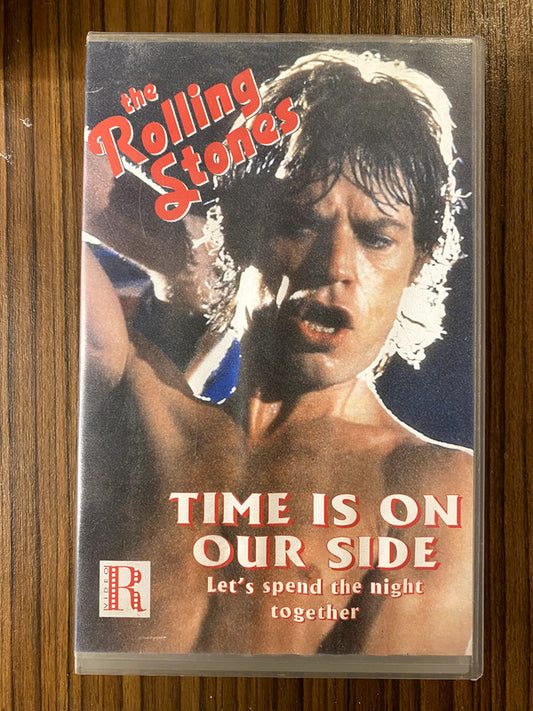 the
Rolling
Stones
TIME IS ON
OUR SIDE
Let's spend the night
together
VIDEO
R